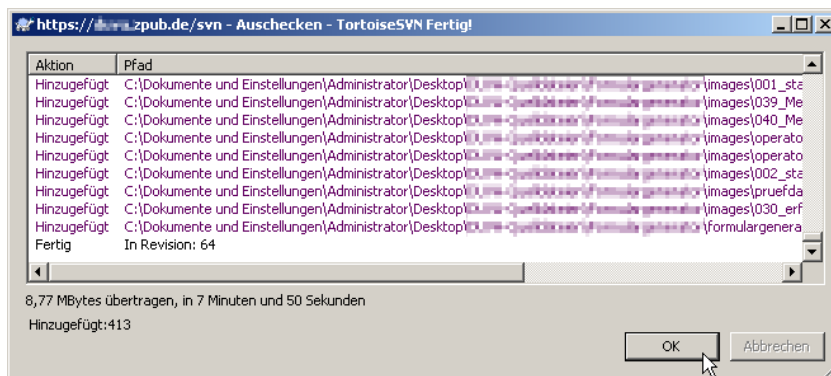 https:// .zpub.de/svn - Auschecken - TortoiseSVN Fertig!
Aktion Pfad
Hinzugefügt C:\Dokumente und Einstellungen\Administrator\Desktop\ \images\001_sta
Hinzugefügt C:\Dokumente und Einstellungen\Administrator\Desktop\ \images\039_Me
Hinzugefügt C:\Dokumente und Einstellungen\Administrator\Desktop\ \images\040_Me
Hinzugefügt C:\Dokumente und Einstellungen\Administrator\Desktop\ \images\operato
Hinzugefügt C:\Dokumente und Einstellungen\Administrator\Desktop\ \images\operato
Hinzugefügt C:\Dokumente und Einstellungen\Administrator\Desktop\ \images\002_sta
Hinzugefügt C:\Dokumente und Einstellungen\Administrator\Desktop\ \images\pruefda
Hinzugefügt C:\Dokumente und Einstellungen\Administrator\Desktop\ \images\030_erf
Hinzugefügt C:\Dokumente und Einstellungen\Administrator\Desktop\ \formulargenera
Fertig In Revision: 64
8,77 MBytes übertragen, in 7 Minuten und 50 Sekunden
Hinzugefügt:413
OK Abbrechen